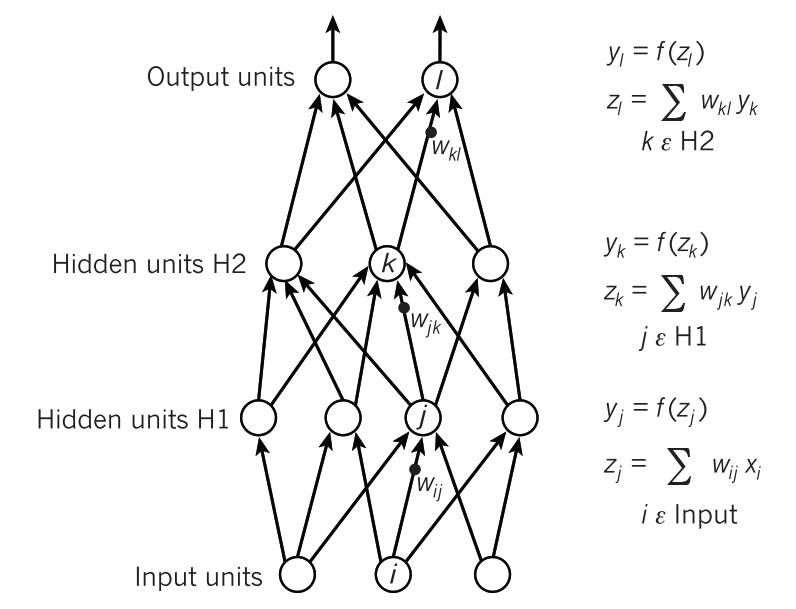 Output units
l
y_l = f(z_l)
z_l = ∑ w_kl y_k
k ε H2
w_kl
Hidden units H2
k
y_k = f(z_k)
z_k = ∑ w_jk y_j
j ε H1
w_jk
Hidden units H1
j
y_j = f(z_j)
z_j = ∑ w_ij x_i
i ε Input
w_ij
Input units
i